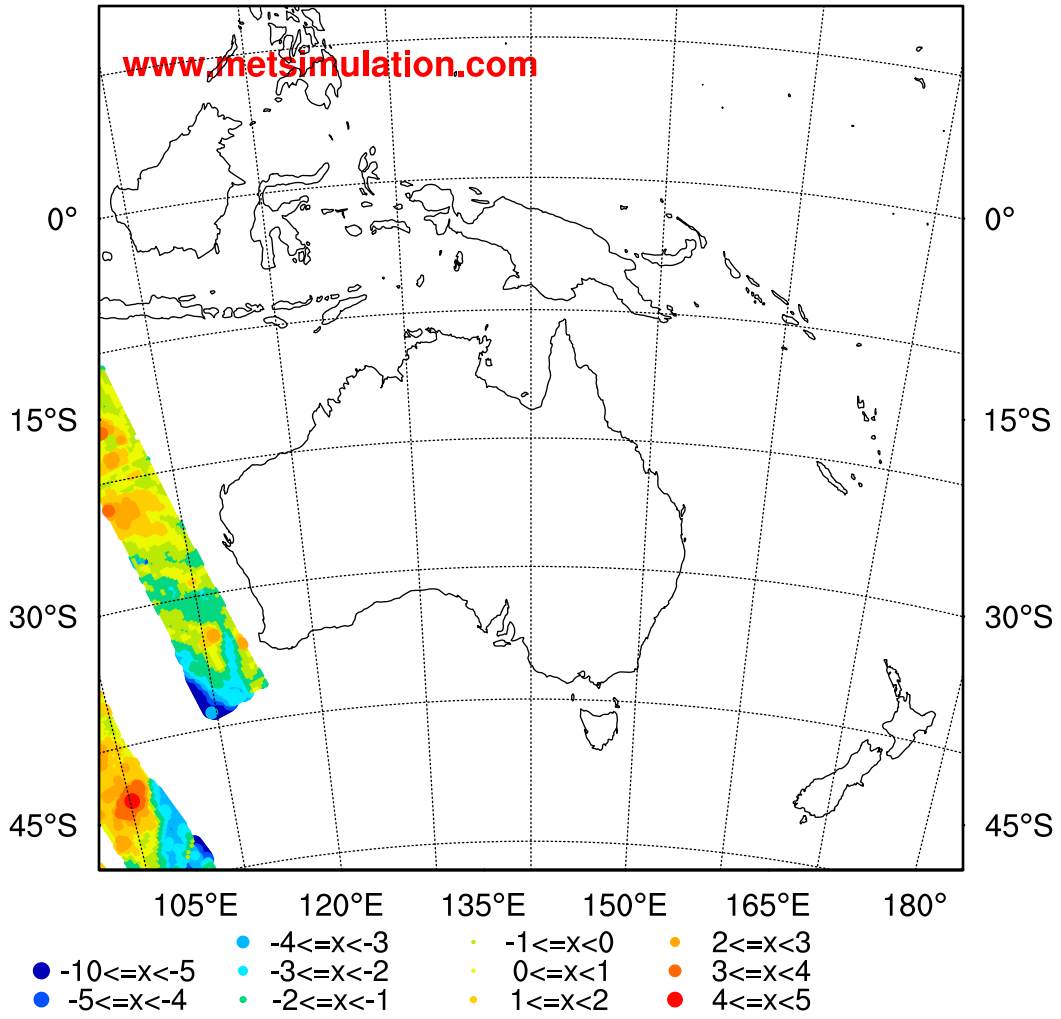 www.metsimulation.com
0° 0°
15°S 15°S
30°S 30°S
45°S 45°S
105°E 120°E 135°E 150°E 165°E 180°
-4<=x<-3 -1<=x<0 2<=x<3
-10<=x<-5 -3<=x<-2 0<=x<1 3<=x<4
-5<=x<-4 -2<=x<-1 1<=x<2 4<=x<5